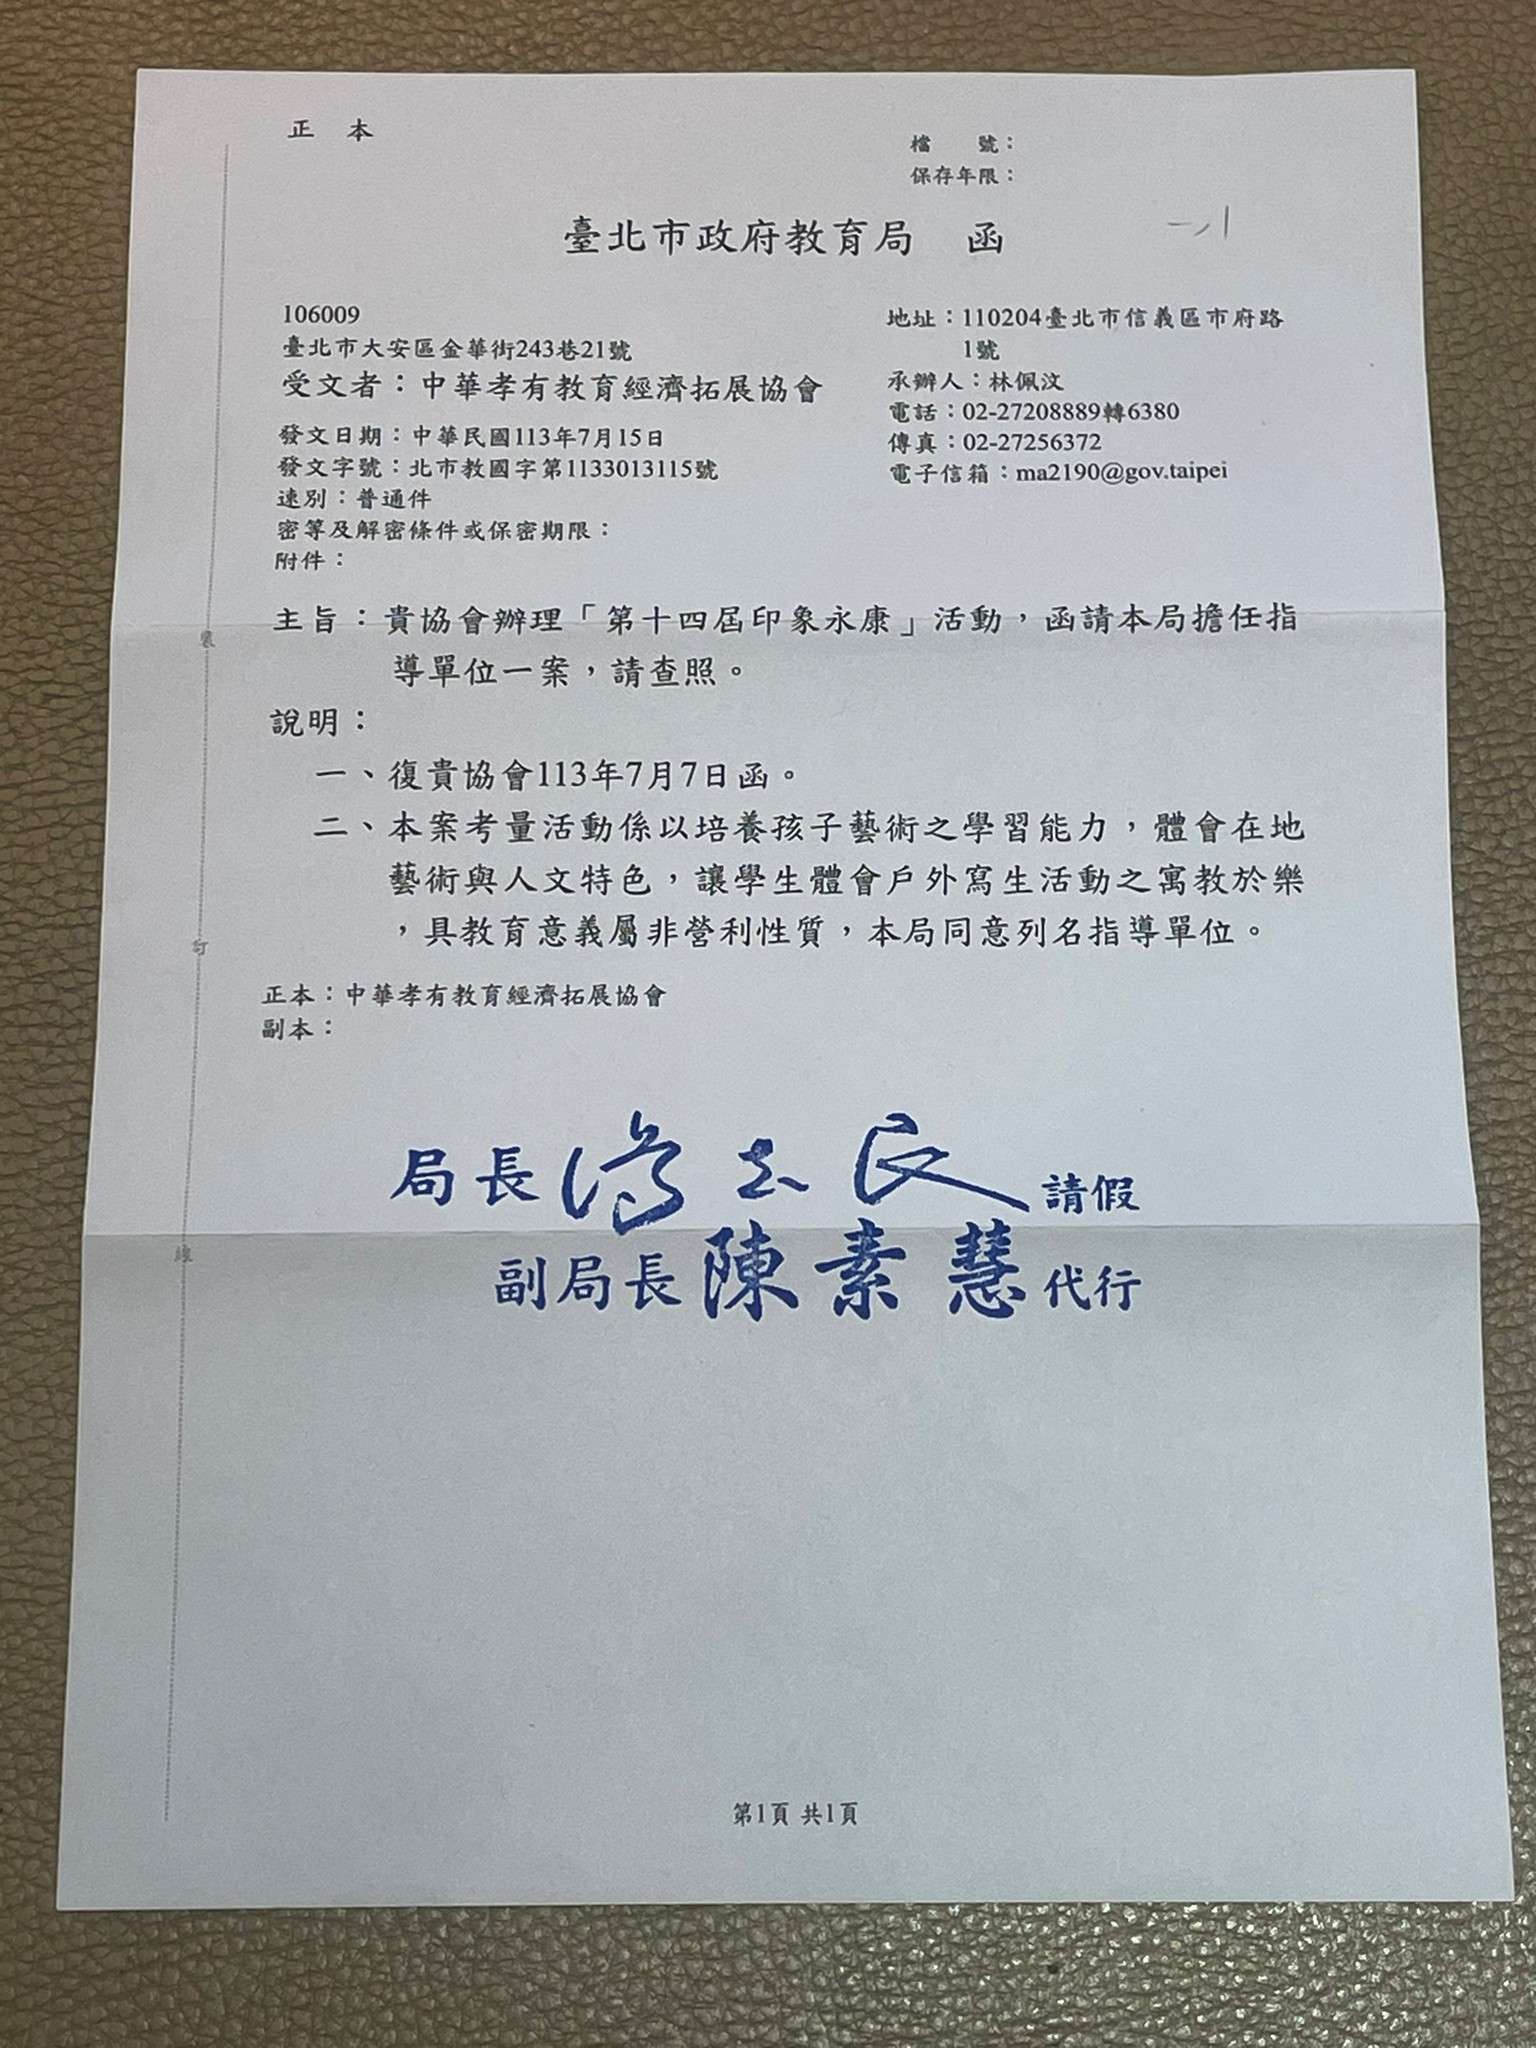 正　本
檔　　號：
保存年限：
臺北市政府教育局　函
106009
臺北市大安區金華街243巷21號
受文者：中華孝有教育經濟拓展協會
發文日期：中華民國113年7月15日
發文字號：北市教國字第1133013115號
速別：普通件
密等及解密條件或保密期限：
附件：
地址：110204臺北市信義區市府路
1號
承辦人：林佩汶
電話：02-27208889轉6380
傳真：02-27256372
電子信箱：ma2190@gov.taipei
主旨：貴協會辦理「第十四屆印象永康」活動，函請本局擔任指
導單位一案，請查照。
說明：
一、復貴協會113年7月7日函。
二、本案考量活動係以培養孩子藝術之學習能力，體會在地
藝術與人文特色，讓學生體會戶外寫生活動之寓教於樂
，具教育意義屬非營利性質，本局同意列名指導單位。
正本：中華孝有教育經濟拓展協會
副本：
局長 湯志民 請假
副局長 陳素慧 代行
裝
訂
線
第1頁 共1頁